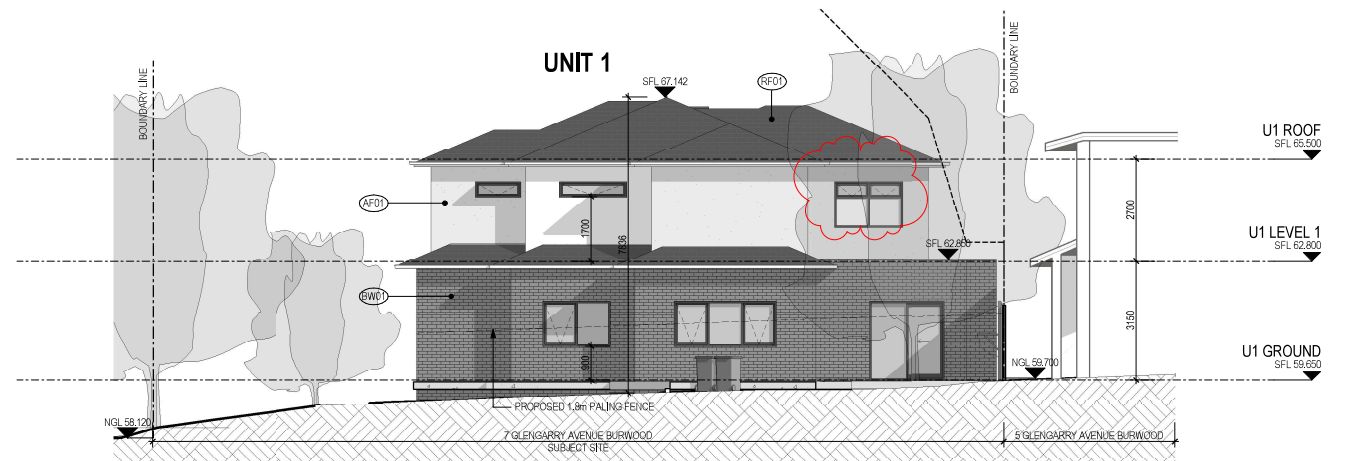 UNIT 1
BOUNDARY LINE
BOUNDARY LINE
SFL 67.142
RF01
U1 ROOF
SFL 65.500
AF01
1700
7836
2700
U1 LEVEL 1
SFL 62.800
SFL 62.850
BW01
3150
900
NGL 59.700
U1 GROUND
SFL 59.650
PROPOSED 1.8m PALING FENCE
NGL 58.120
7 GLENGARRY AVENUE BURWOOD
SUBJECT SITE
5 GLENGARRY AVENUE BURWOOD